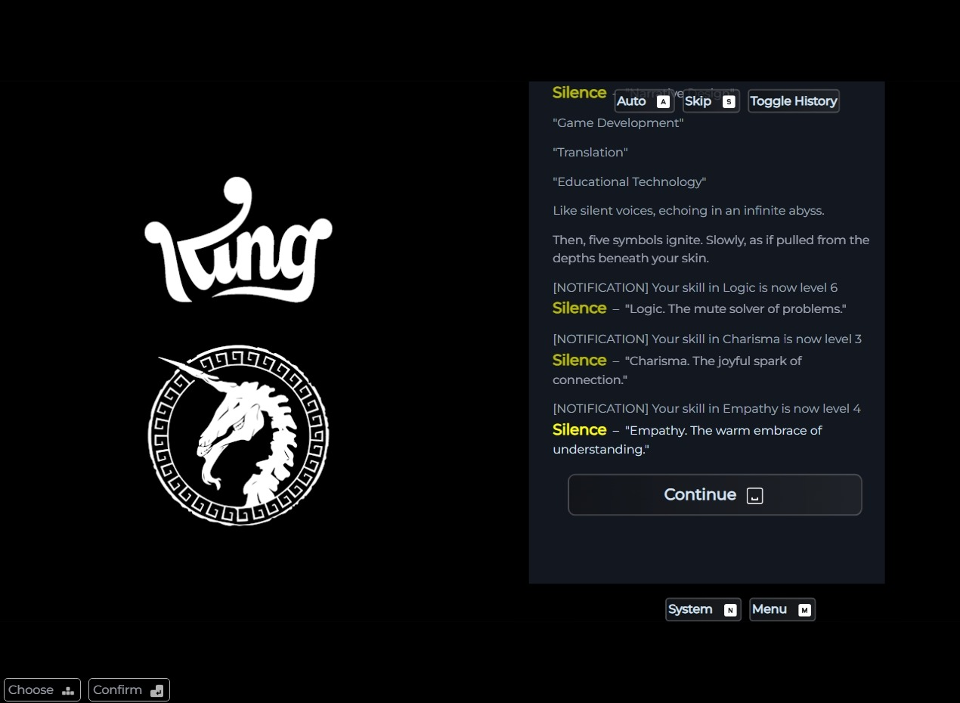 King
Silence – "Narrative Design"
Auto A Skip S Toggle History
"Game Development"
"Translation"
"Educational Technology"
Like silent voices, echoing in an infinite abyss.
Then, five symbols ignite. Slowly, as if pulled from the
depths beneath your skin.
[NOTIFICATION] Your skill in Logic is now level 6
Silence – "Logic. The mute solver of problems."
[NOTIFICATION] Your skill in Charisma is now level 3
Silence – "Charisma. The joyful spark of
connection."
[NOTIFICATION] Your skill in Empathy is now level 4
Silence – "Empathy. The warm embrace of
understanding."
Continue
System N Menu M
Choose Confirm